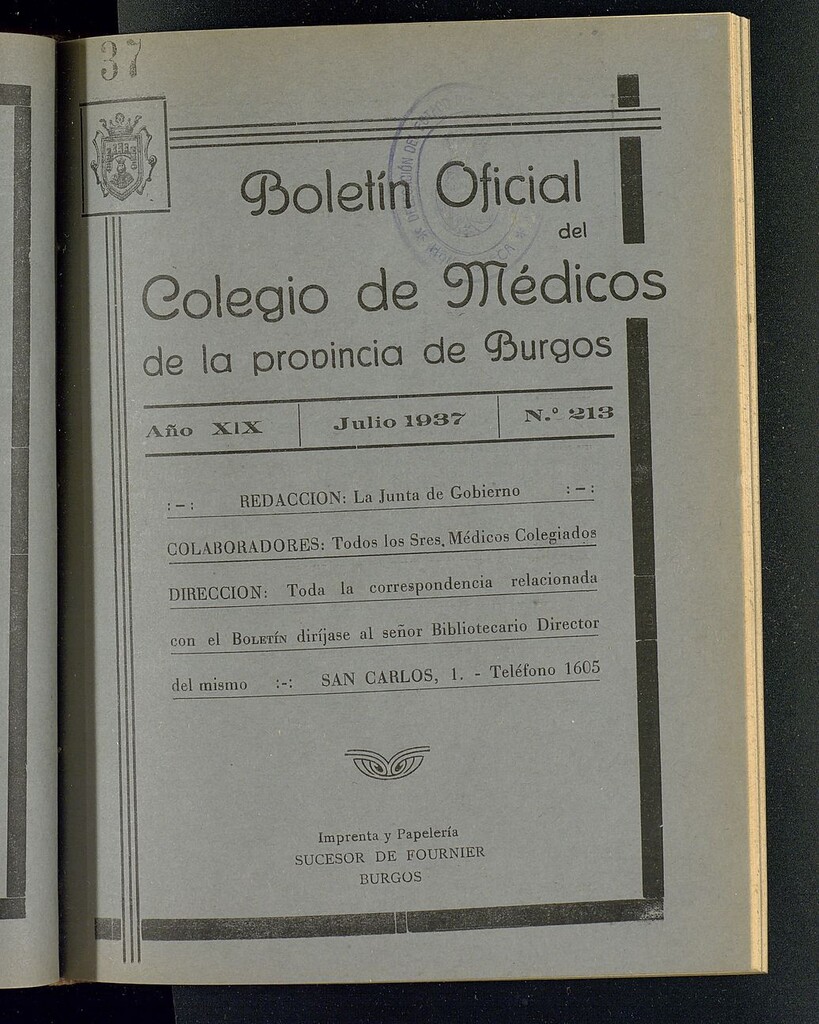 37
Boletín Oficial
del
Colegio de Médicos
de la provincia de Burgos
Año XIX Julio 1937 N.º 213
:-: REDACCION: La Junta de Gobierno :-:
COLABORADORES: Todos los Sres. Médicos Colegiados
DIRECCION: Toda la correspondencia relacionada
con el BOLETÍN diríjase al señor Bibliotecario Director
del mismo :-: SAN CARLOS, 1. - Teléfono 1605
Imprenta y Papelería
SUCESOR DE FOURNIER
BURGOS